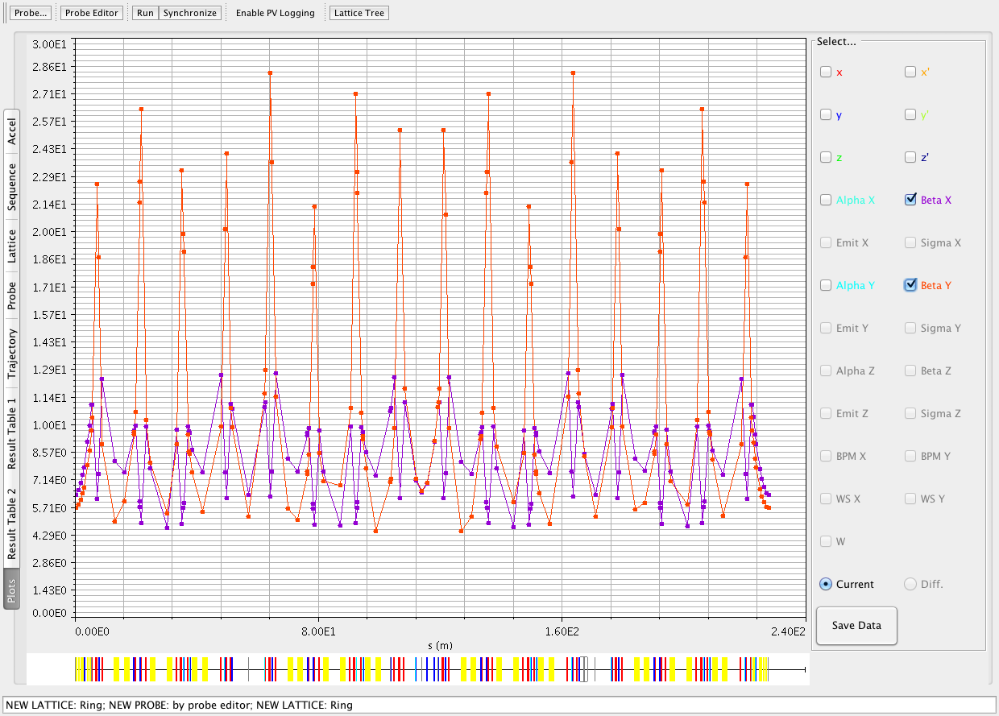 Probe... Probe Editor Run Synchronize Enable PV Logging Lattice Tree
Accel
Sequence
Lattice
Probe
Trajectory
Result Table 1
Result Table 2
Plots
3.00E1
2.86E1
2.71E1
2.57E1
2.43E1
2.29E1
2.14E1
2.00E1
1.86E1
1.71E1
1.57E1
1.43E1
1.29E1
1.14E1
1.00E1
8.57E0
7.14E0
5.71E0
4.29E0
2.86E0
1.43E0
0.00E0
0.00E0 8.00E1 1.60E2 2.40E2
s (m)
Select...
x x'
y y'
z z'
Alpha X Beta X
Emit X Sigma X
Alpha Y Beta Y
Emit Y Sigma Y
Alpha Z Beta Z
Emit Z Sigma Z
BPM X BPM Y
WS X WS Y
W
Current Diff.
Save Data
NEW LATTICE: Ring; NEW PROBE: by probe editor; NEW LATTICE: Ring